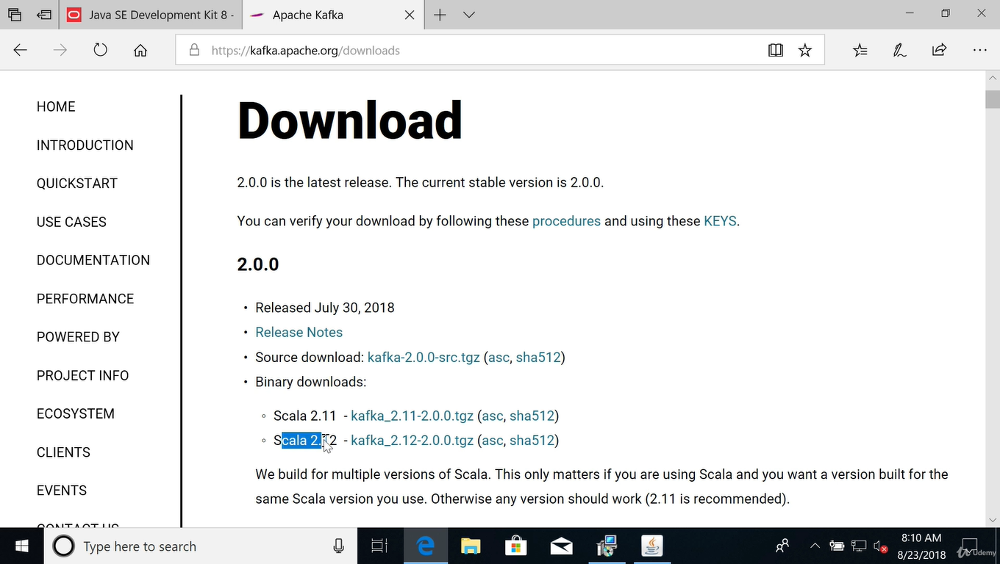 Java SE Development Kit 8 -
Apache Kafka
https://kafka.apache.org/downloads
HOME
INTRODUCTION
QUICKSTART
USE CASES
DOCUMENTATION
PERFORMANCE
POWERED BY
PROJECT INFO
ECOSYSTEM
CLIENTS
EVENTS
CONTACT US
Download
2.0.0 is the latest release. The current stable version is 2.0.0.
You can verify your download by following these procedures and using these KEYS.
2.0.0
• Released July 30, 2018
• Release Notes
• Source download: kafka-2.0.0-src.tgz (asc, sha512)
• Binary downloads:
◦ Scala 2.11 - kafka_2.11-2.0.0.tgz (asc, sha512)
◦ Scala 2.12 - kafka_2.12-2.0.0.tgz (asc, sha512)
We build for multiple versions of Scala. This only matters if you are using Scala and you want a version built for the
same Scala version you use. Otherwise any version should work (2.11 is recommended).
Type here to search
8:10 AM
8/23/2018
Udemy